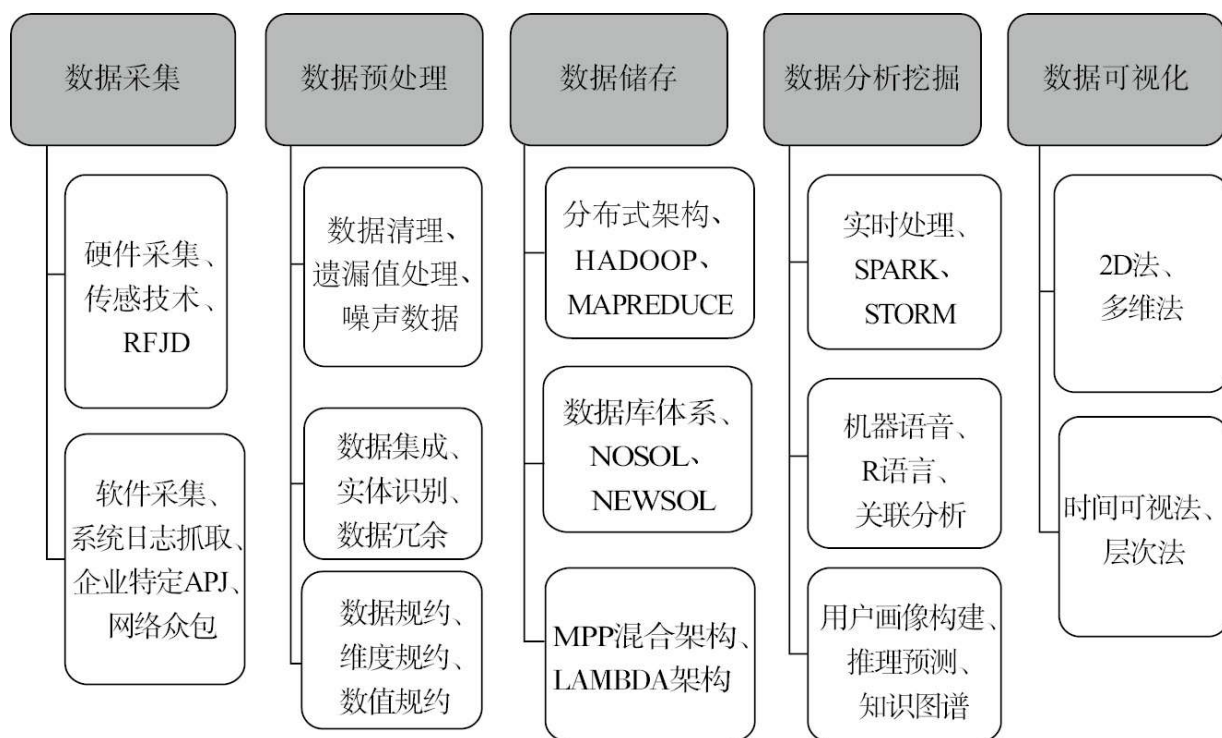 数据采集
硬件采集、
传感技术、
RFJD
软件采集、
系统日志抓取、
企业特定APJ、
网络众包
数据预处理
数据清理、
遗漏值处理、
噪声数据
数据集成、
实体识别、
数据冗余
数据规约、
维度规约、
数值规约
数据储存
分布式架构、
HADOOP、
MAPREDUCE
数据库体系、
NOSOL、
NEWSOL
MPP混合架构、
LAMBDA架构
数据分析挖掘
实时处理、
SPARK、
STORM
机器语音、
R语言、
关联分析
用户画像构建、
推理预测、
知识图谱
数据可视化
2D法、
多维法
时间可视法、
层次法